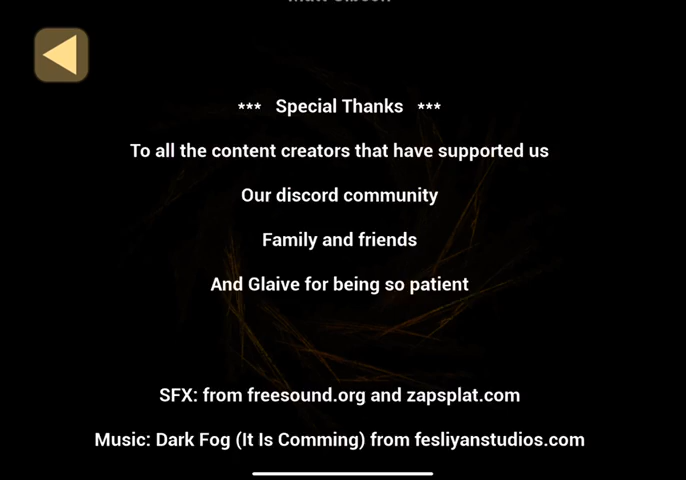 *** Special Thanks ***
To all the content creators that have supported us
Our discord community
Family and friends
And Glaive for being so patient
SFX: from freesound.org and zapsplat.com
Music: Dark Fog (It Is Comming) from fesliyanstudios.com